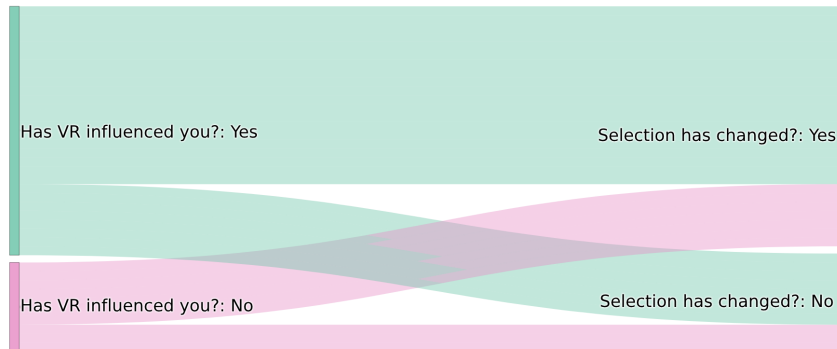 Has VR influenced you?: Yes
Selection has changed?: Yes
Has VR influenced you?: No
Selection has changed?: No